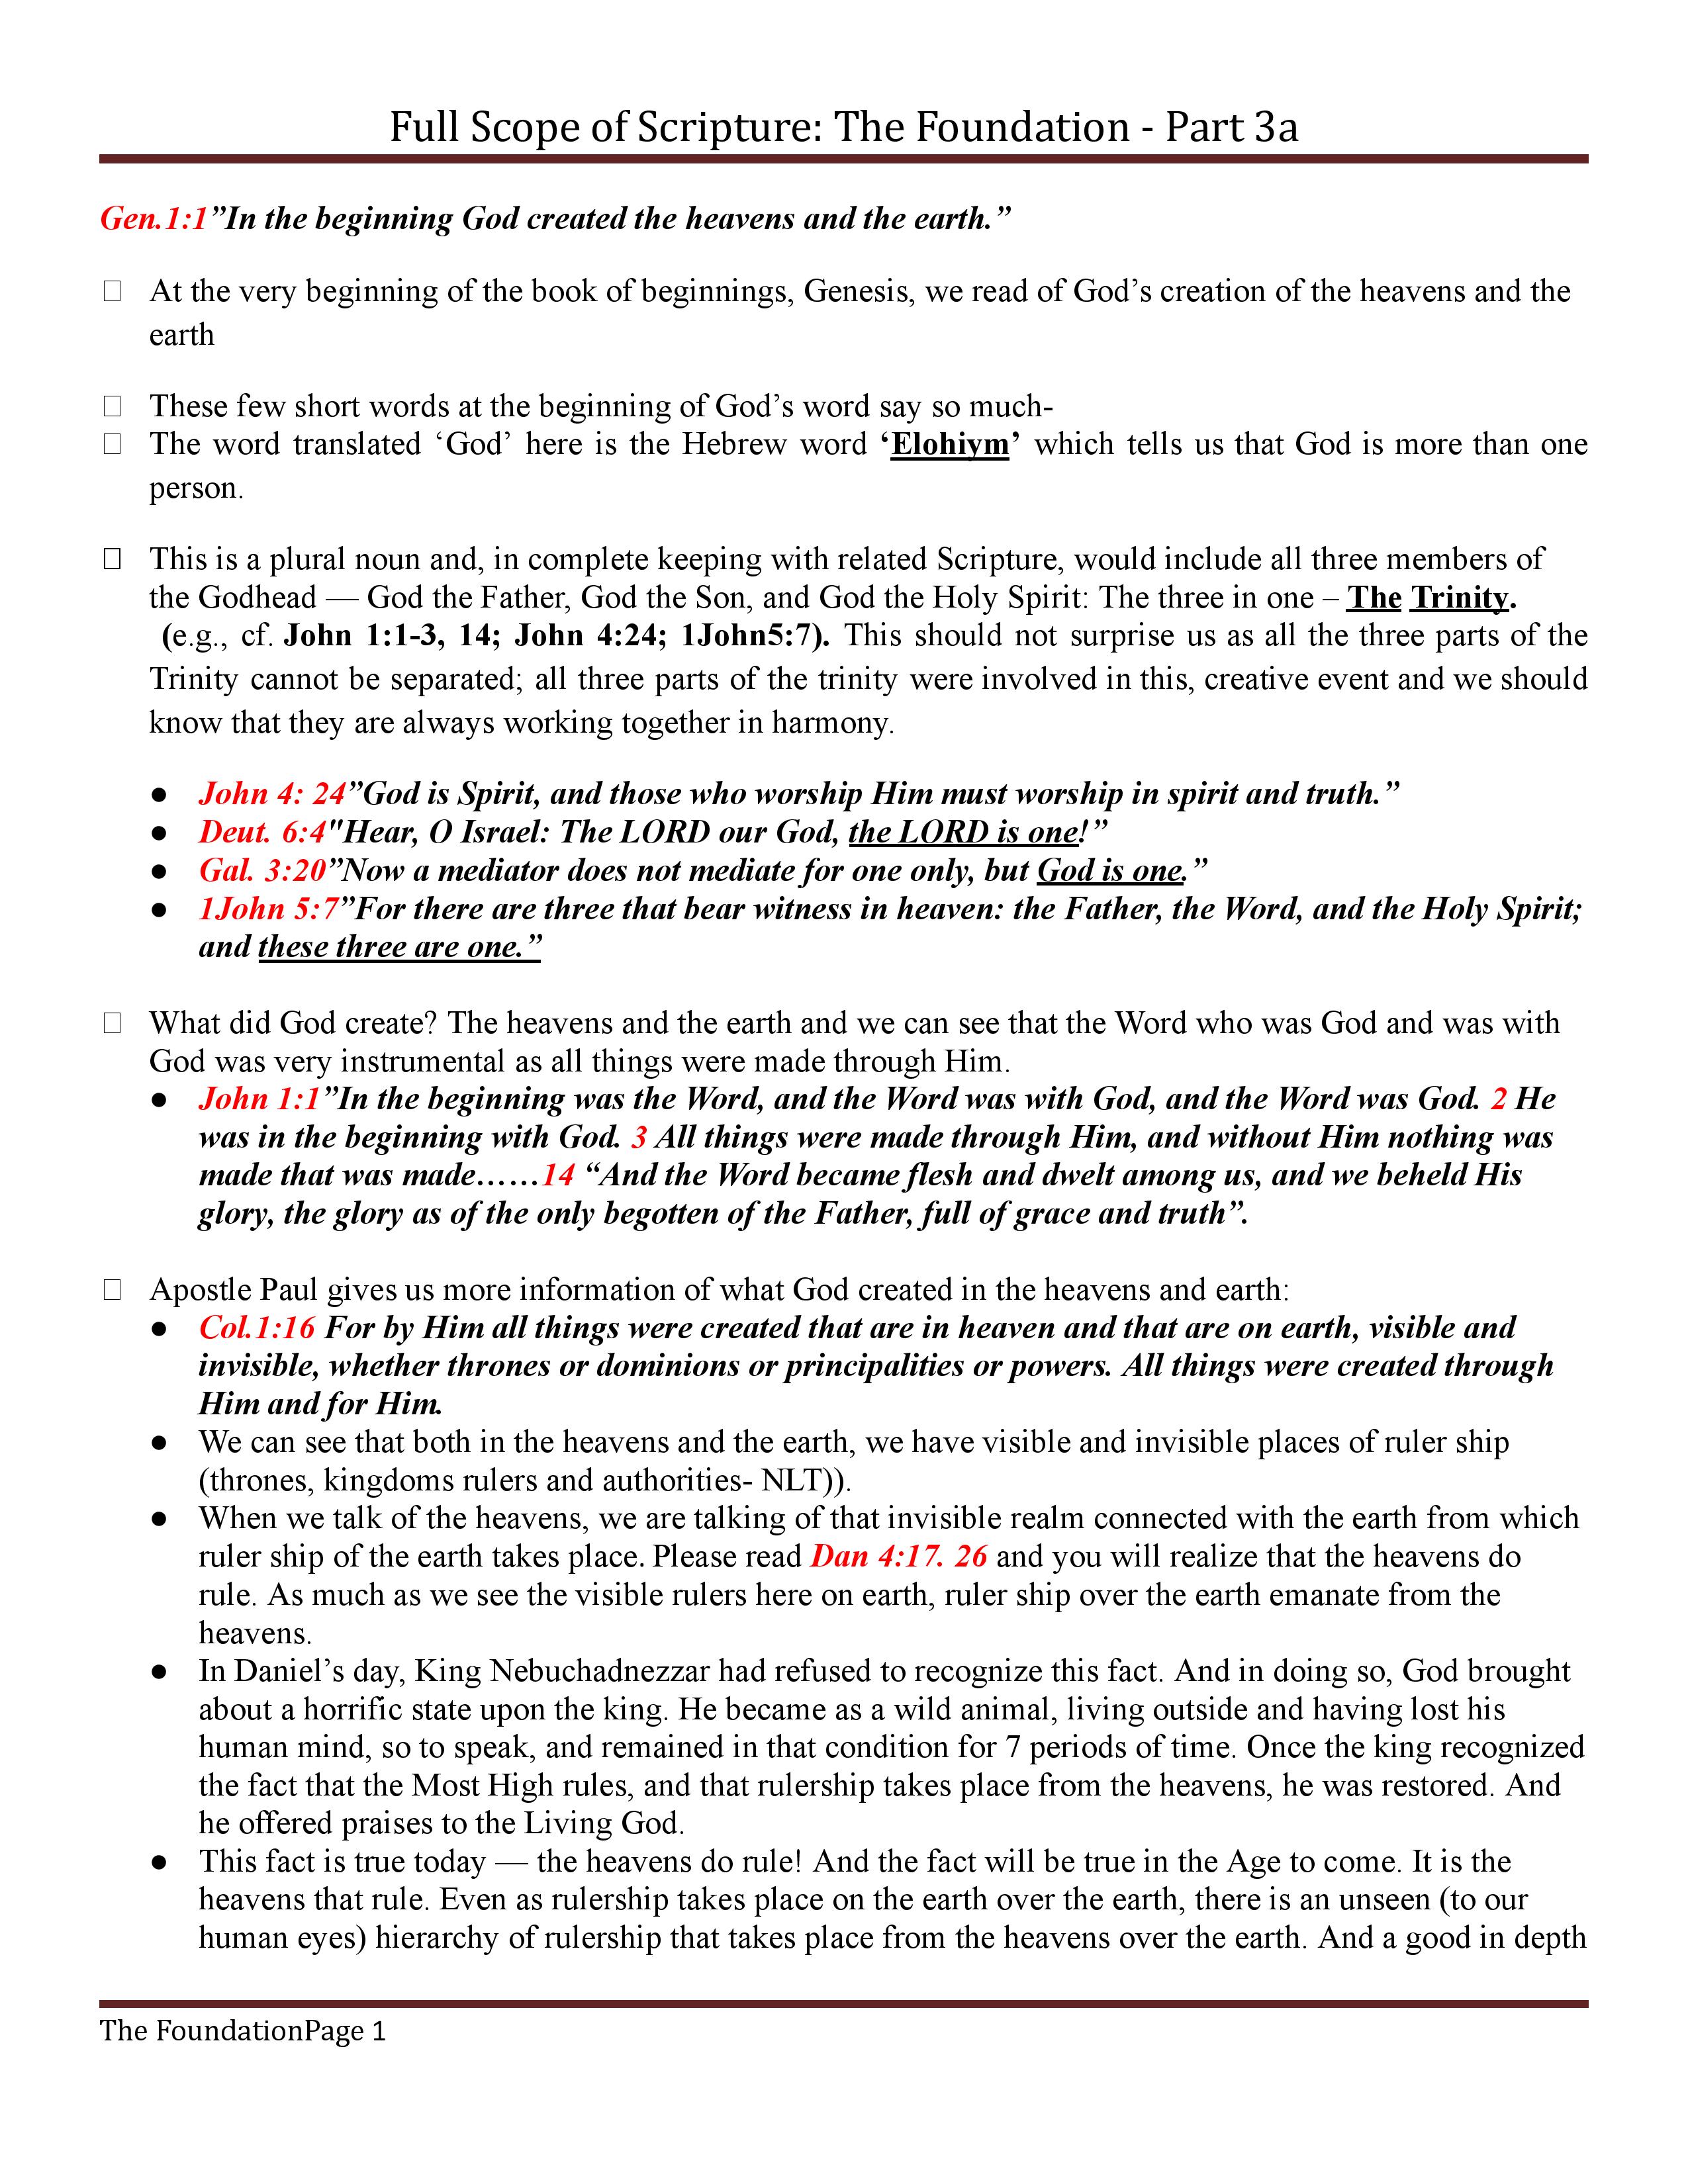 Full Scope of Scripture: The Foundation - Part 3a
Gen.1:1”In the beginning God created the heavens and the earth.”
At the very beginning of the book of beginnings, Genesis, we read of God’s creation of the heavens and the
earth
These few short words at the beginning of God’s word say so much-
The word translated ‘God’ here is the Hebrew word ‘Elohiym’ which tells us that God is more than one
person.
This is a plural noun and, in complete keeping with related Scripture, would include all three members of
the Godhead — God the Father, God the Son, and God the Holy Spirit: The three in one – The Trinity.
(e.g., cf. John 1:1-3, 14; John 4:24; 1John5:7). This should not surprise us as all the three parts of the
Trinity cannot be separated; all three parts of the trinity were involved in this, creative event and we should
know that they are always working together in harmony.
● John 4: 24”God is Spirit, and those who worship Him must worship in spirit and truth.”
● Deut. 6:4"Hear, O Israel: The LORD our God, the LORD is one!”
● Gal. 3:20”Now a mediator does not mediate for one only, but God is one.”
● 1John 5:7”For there are three that bear witness in heaven: the Father, the Word, and the Holy Spirit;
and these three are one.”
What did God create? The heavens and the earth and we can see that the Word who was God and was with
God was very instrumental as all things were made through Him.
● John 1:1”In the beginning was the Word, and the Word was with God, and the Word was God. 2 He
was in the beginning with God. 3 All things were made through Him, and without Him nothing was
made that was made……14 “And the Word became flesh and dwelt among us, and we beheld His
glory, the glory as of the only begotten of the Father, full of grace and truth”.
Apostle Paul gives us more information of what God created in the heavens and earth:
● Col.1:16 For by Him all things were created that are in heaven and that are on earth, visible and
invisible, whether thrones or dominions or principalities or powers. All things were created through
Him and for Him.
● We can see that both in the heavens and the earth, we have visible and invisible places of ruler ship
(thrones, kingdoms rulers and authorities- NLT)).
● When we talk of the heavens, we are talking of that invisible realm connected with the earth from which
ruler ship of the earth takes place. Please read Dan 4:17. 26 and you will realize that the heavens do
rule. As much as we see the visible rulers here on earth, ruler ship over the earth emanate from the
heavens.
● In Daniel’s day, King Nebuchadnezzar had refused to recognize this fact. And in doing so, God brought
about a horrific state upon the king. He became as a wild animal, living outside and having lost his
human mind, so to speak, and remained in that condition for 7 periods of time. Once the king recognized
the fact that the Most High rules, and that rulership takes place from the heavens, he was restored. And
he offered praises to the Living God.
● This fact is true today — the heavens do rule! And the fact will be true in the Age to come. It is the
heavens that rule. Even as rulership takes place on the earth over the earth, there is an unseen (to our
human eyes) hierarchy of rulership that takes place from the heavens over the earth. And a good in depth
The FoundationPage 1